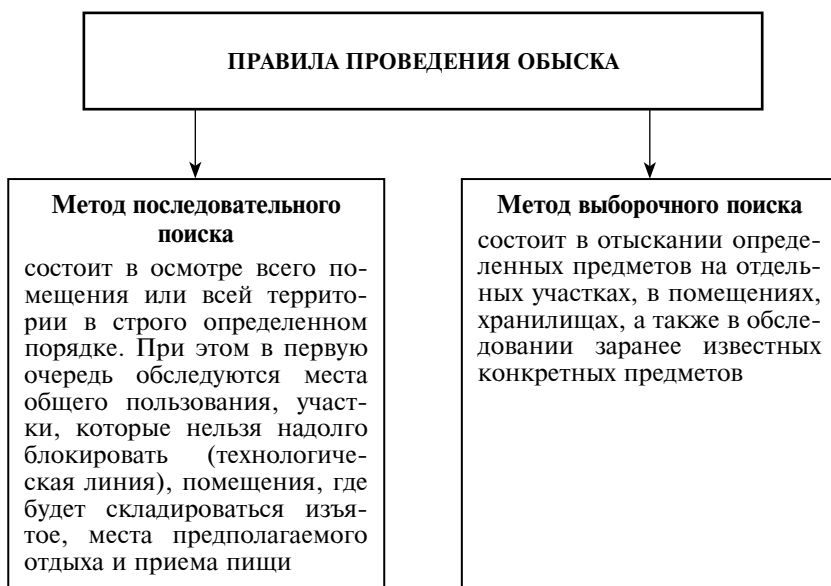 ПРАВИЛА ПРОВЕДЕНИЯ ОБЫСКА
Метод последовательного
поиска
состоит в осмотре всего по-
мещения или всей террито-
рии в строго определенном
порядке. При этом в первую
очередь обследуются места
общего пользования, участ-
ки, которые нельзя надолго
блокировать (технологиче-
ская линия), помещения, где
будет складироваться изъя-
тое, места предполагаемого
отдыха и приема пищи
Метод выборочного поиска
состоит в отыскании опреде-
ленных предметов на отдель-
ных участках, в помещениях,
хранилищах, а также в обсле-
довании заранее известных
конкретных предметов